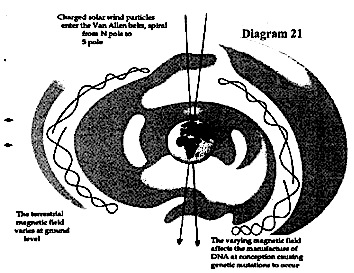 Charged solar wind particles
enter the Van Allen belts, spiral
from N pole to
S pole
Diagram 21
The terrestrial
magnetic field
varies at ground
level
The varying magnetic field
affects the manufacture of
DNA at conception causing
genetic mutations to occur